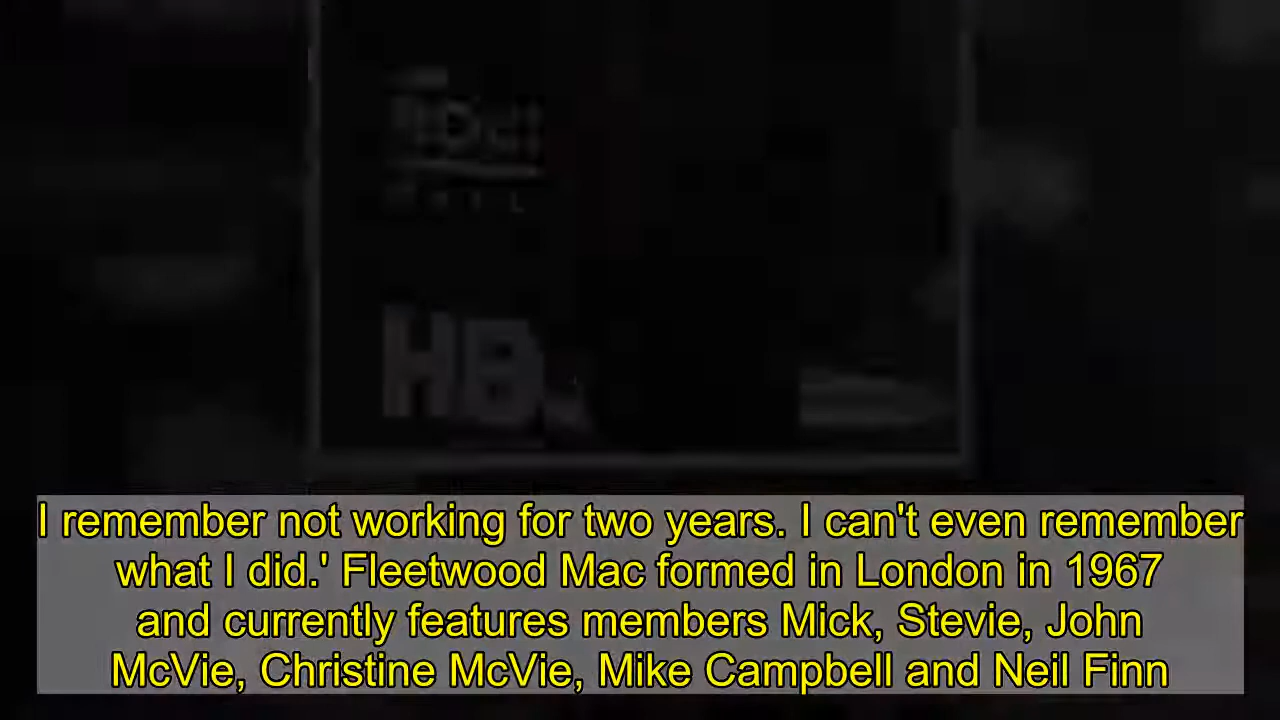 HB
I remember not working for two years. I can't even remember
what I did.' Fleetwood Mac formed in London in 1967
and currently features members Mick, Stevie, John
McVie, Christine McVie, Mike Campbell and Neil Finn